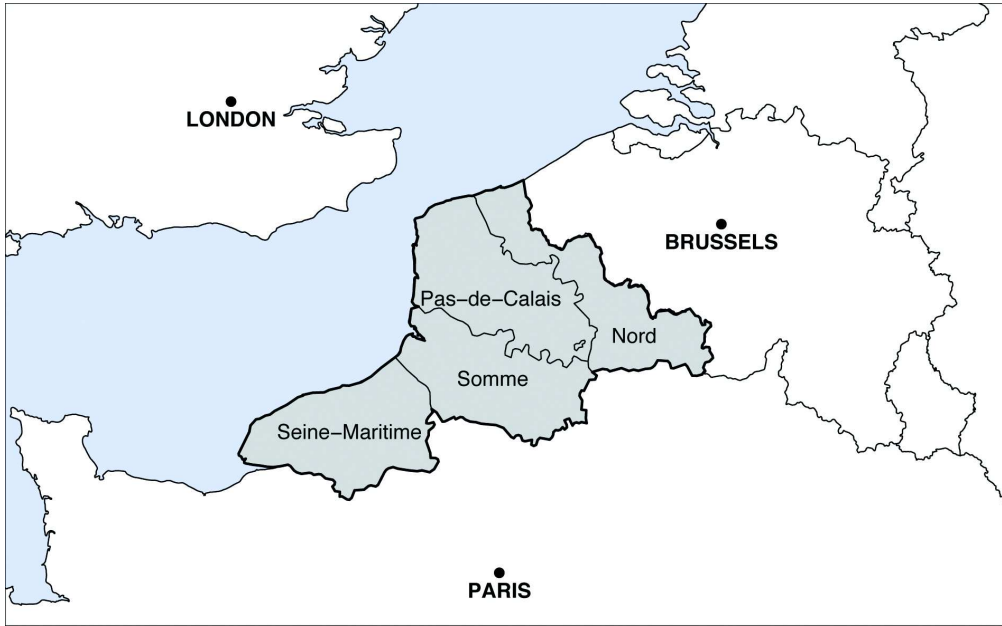 LONDON
BRUSSELS
Pas–de–Calais
Nord
Somme
Seine–Maritime
PARIS